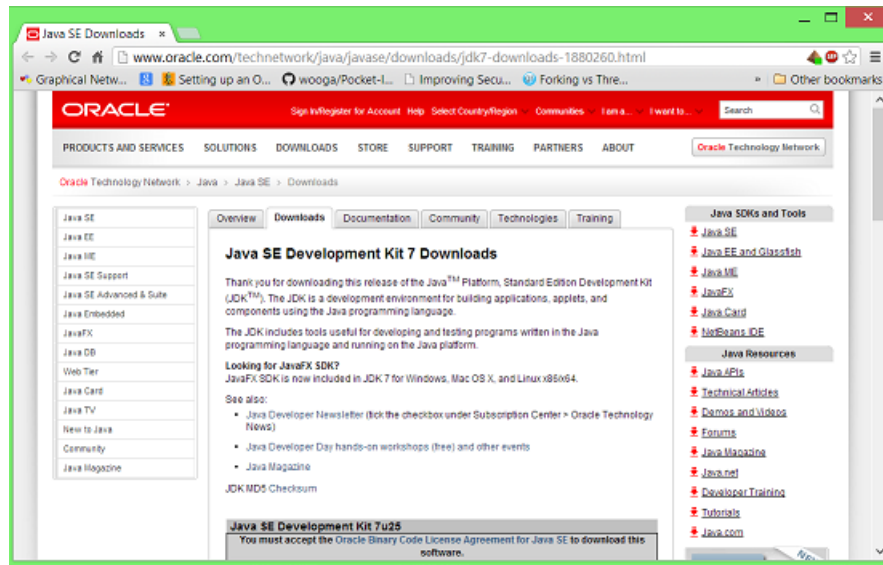 Java SE Downloads
www.oracle.com/technetwork/java/javase/downloads/jdk7-downloads-1880260.html
Graphical Netw... Setting up an O... wooga/Pocket-I... Improving Secu... Forking vs Thre... » Other bookmarks
ORACLE
Sign In/Register for Account Help Select Country/Region Communities I am a... I want to... Search
PRODUCTS AND SERVICES SOLUTIONS DOWNLOADS STORE SUPPORT TRAINING PARTNERS ABOUT Oracle Technology Network
Oracle Technology Network > Java > Java SE > Downloads
Java SE
Java EE
Java ME
Java SE Support
Java SE Advanced & Suite
Java Embedded
JavaFX
Java DB
Web Tier
Java Card
Java TV
New to Java
Community
Java Magazine
Overview Downloads Documentation Community Technologies Training
Java SE Development Kit 7 Downloads
Thank you for downloading this release of the Java™ Platform, Standard Edition Development Kit
(JDK™). The JDK is a development environment for building applications, applets, and
components using the Java programming language.
The JDK includes tools useful for developing and testing programs written in the Java
programming language and running on the Java platform.
Looking for JavaFX SDK?
JavaFX SDK is now included in JDK 7 for Windows, Mac OS X, and Linux x86/x64.
See also:
• Java Developer Newsletter (tick the checkbox under Subscription Center > Oracle Technology
News)
• Java Developer Day hands-on workshops (free) and other events
• Java Magazine
JDK MD5 Checksum
Java SE Development Kit 7u25
You must accept the Oracle Binary Code License Agreement for Java SE to download this
software.
Java SDKs and Tools
Java SE
Java EE and Glassfish
Java ME
JavaFX
Java Card
NetBeans IDE
Java Resources
Java APIs
Technical Articles
Demos and Videos
Forums
Java Magazine
Java.net
Developer Training
Tutorials
Java.com